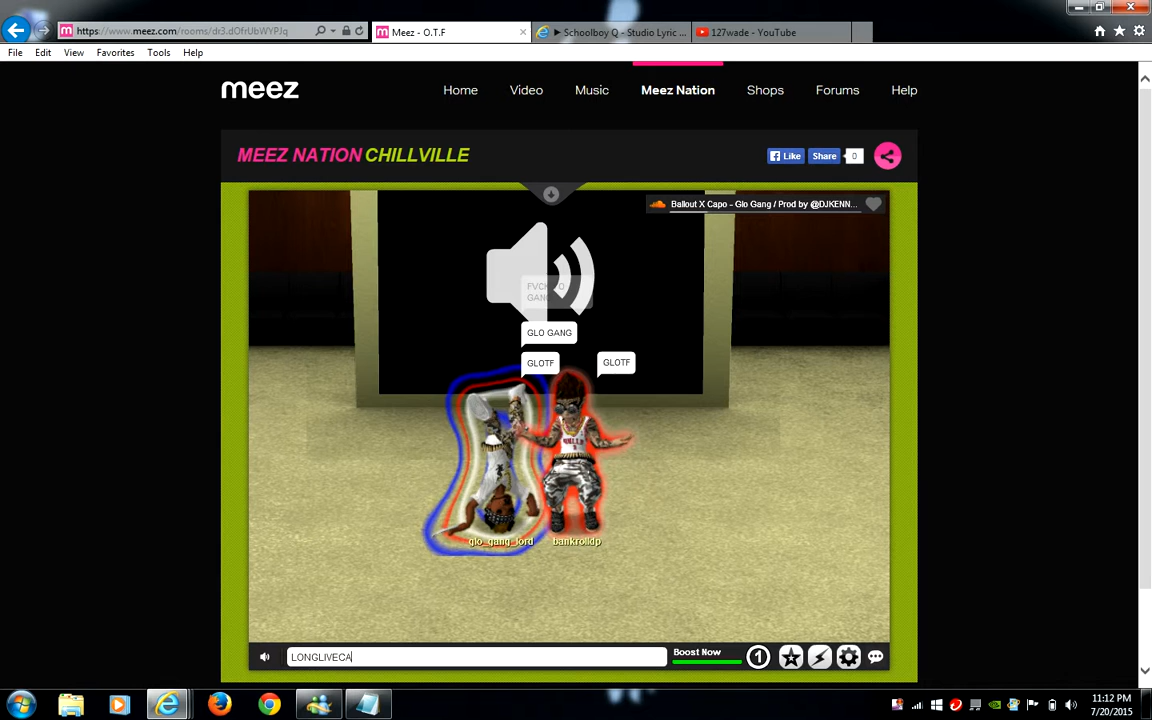 https://www.meez.com/rooms/dr3.dOfrUbWYPJq
Meez - O.T.F
Schoolboy Q - Studio Lyric ...
127wade - YouTube
File Edit View Favorites Tools Help
meez
Home Video Music Meez Nation Shops Forums Help
MEEZ NATION CHILLVILLE
Like Share 0
Ballout X Capo - Glo Gang / Prod by @DJKENN...
GLO GANG
GLOTF GLOTF
BULLS
glo_gang_lord bankrolldp
LONGLIVECA
Boost Now
1
11:12 PM
7/20/2015